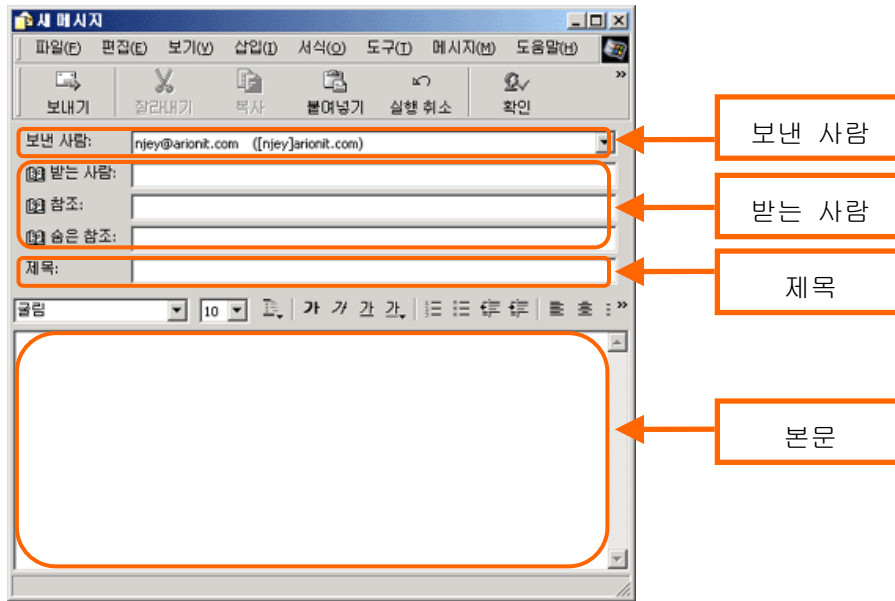 새 메시지
파일(F) 편집(E) 보기(V) 삽입(I) 서식(O) 도구(T) 메시지(M) 도움말(H)
보내기 잘라내기 복사 붙여넣기 실행 취소 확인 »
보낸 사람: njey@arionit.com ([njey]arionit.com)
보낸 사람
받는 사람:
참조:
숨은 참조:
받는 사람
제목:
제목
굴림 10 가 가 가 가 »
본문